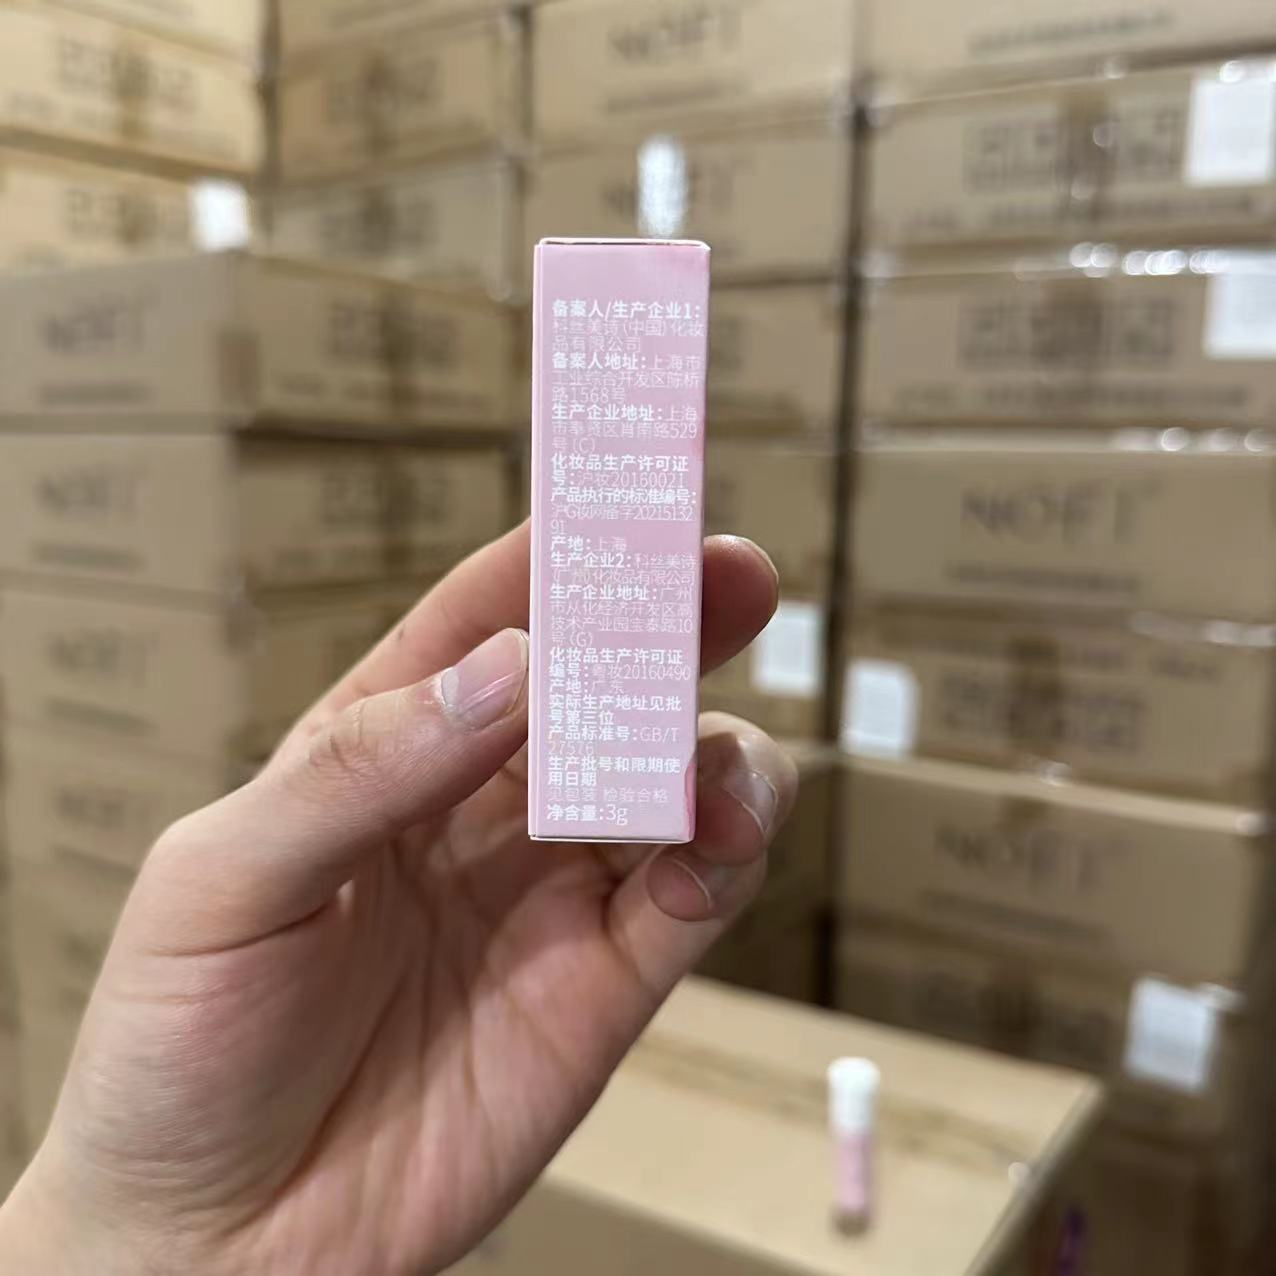 备案人/生产企业1:
科丝美诗(中国)化妆
品有限公司
备案人地址:上海市
工业综合开发区陈桥
路1568号
生产企业地址:上海
市奉贤区肖南路529
号(C)
化妆品生产许可证
号:沪妆20160021
产品执行的标准编号:
沪G妆网备字20215132
91
产地:上海
生产企业2:科丝美诗
(广州)化妆品有限公司
生产企业地址:广州
市从化经济开发区高
技术产业园宝泰路10
号(G)
化妆品生产许可证
编号:粤妆20160490
产地:广东
实际生产地址见批
号第三位
产品标准号:GB/T
27576
生产批号和限期使
用日期
见包装 检验合格
净含量:3g